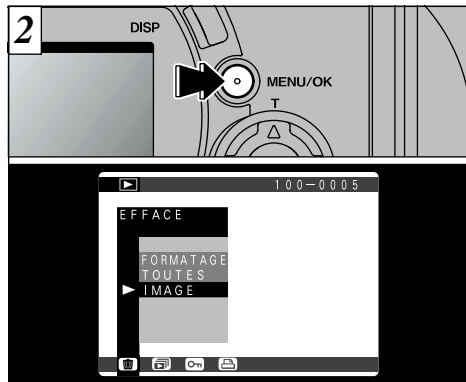 2
DISP
MENU/OK
T
100-0005
EFFACE
FORMATAGE
TOUTES
IMAGE